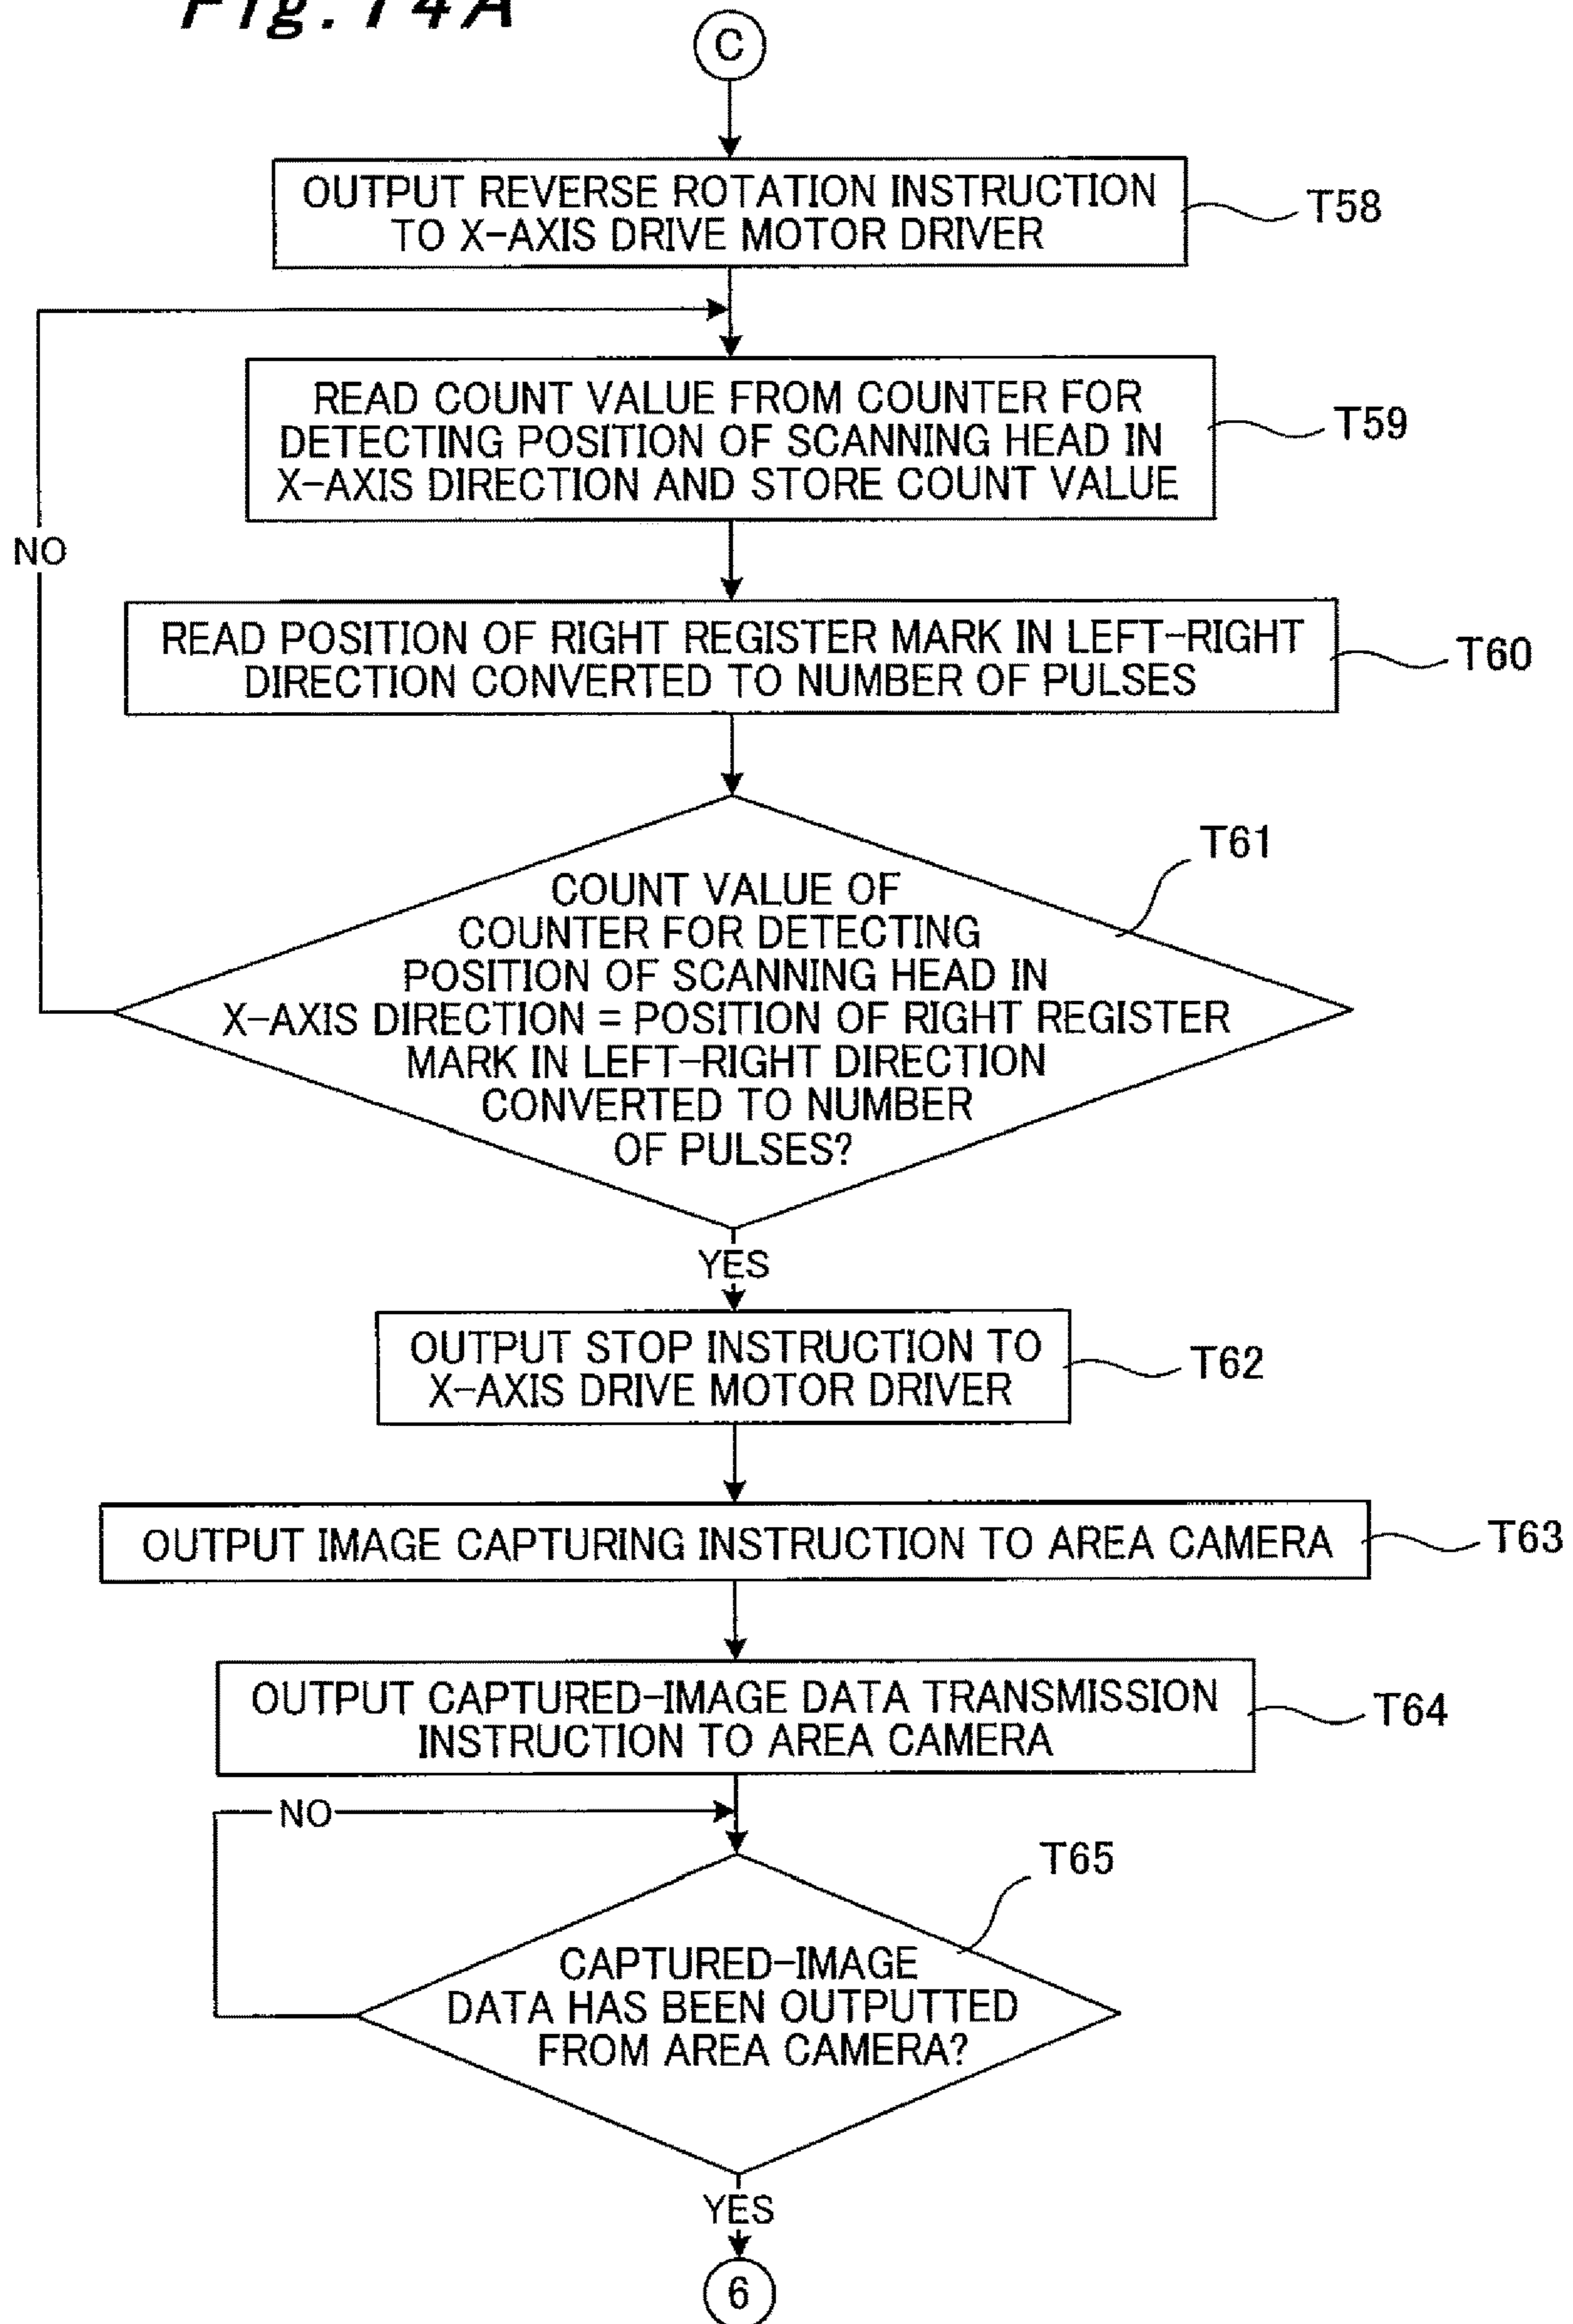 Fig. 14A
C
OUTPUT REVERSE ROTATION INSTRUCTION
TO X-AXIS DRIVE MOTOR DRIVER
T58
READ COUNT VALUE FROM COUNTER FOR
DETECTING POSITION OF SCANNING HEAD IN
X-AXIS DIRECTION AND STORE COUNT VALUE
T59
NO
READ POSITION OF RIGHT REGISTER MARK IN LEFT-RIGHT
DIRECTION CONVERTED TO NUMBER OF PULSES
T60
T61
COUNT VALUE OF
COUNTER FOR DETECTING
POSITION OF SCANNING HEAD IN
X-AXIS DIRECTION = POSITION OF RIGHT REGISTER
MARK IN LEFT-RIGHT DIRECTION
CONVERTED TO NUMBER
OF PULSES?
YES
OUTPUT STOP INSTRUCTION TO
X-AXIS DRIVE MOTOR DRIVER
T62
OUTPUT IMAGE CAPTURING INSTRUCTION TO AREA CAMERA
T63
OUTPUT CAPTURED-IMAGE DATA TRANSMISSION
INSTRUCTION TO AREA CAMERA
T64
NO
T65
CAPTURED-IMAGE
DATA HAS BEEN OUTPUTTED
FROM AREA CAMERA?
YES
6